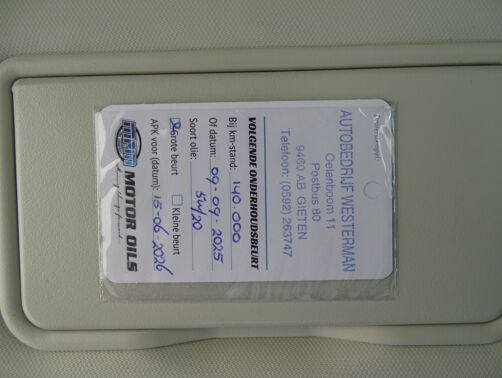 AUTOBEDRIJF WESTERMAN
Oelenboom 11
Postbus 80
9460 AB GIETEN
Telefoon: (0592) 263747
VOLGENDE ONDERHOUDSBEURT
Bij km-stand: 140.000
Of datum: 09-09-2025
Soort olie: 5w/20
Grote beurt Kleine beurt
APK voor (datum): 15-06-2026
MOTOR OILS